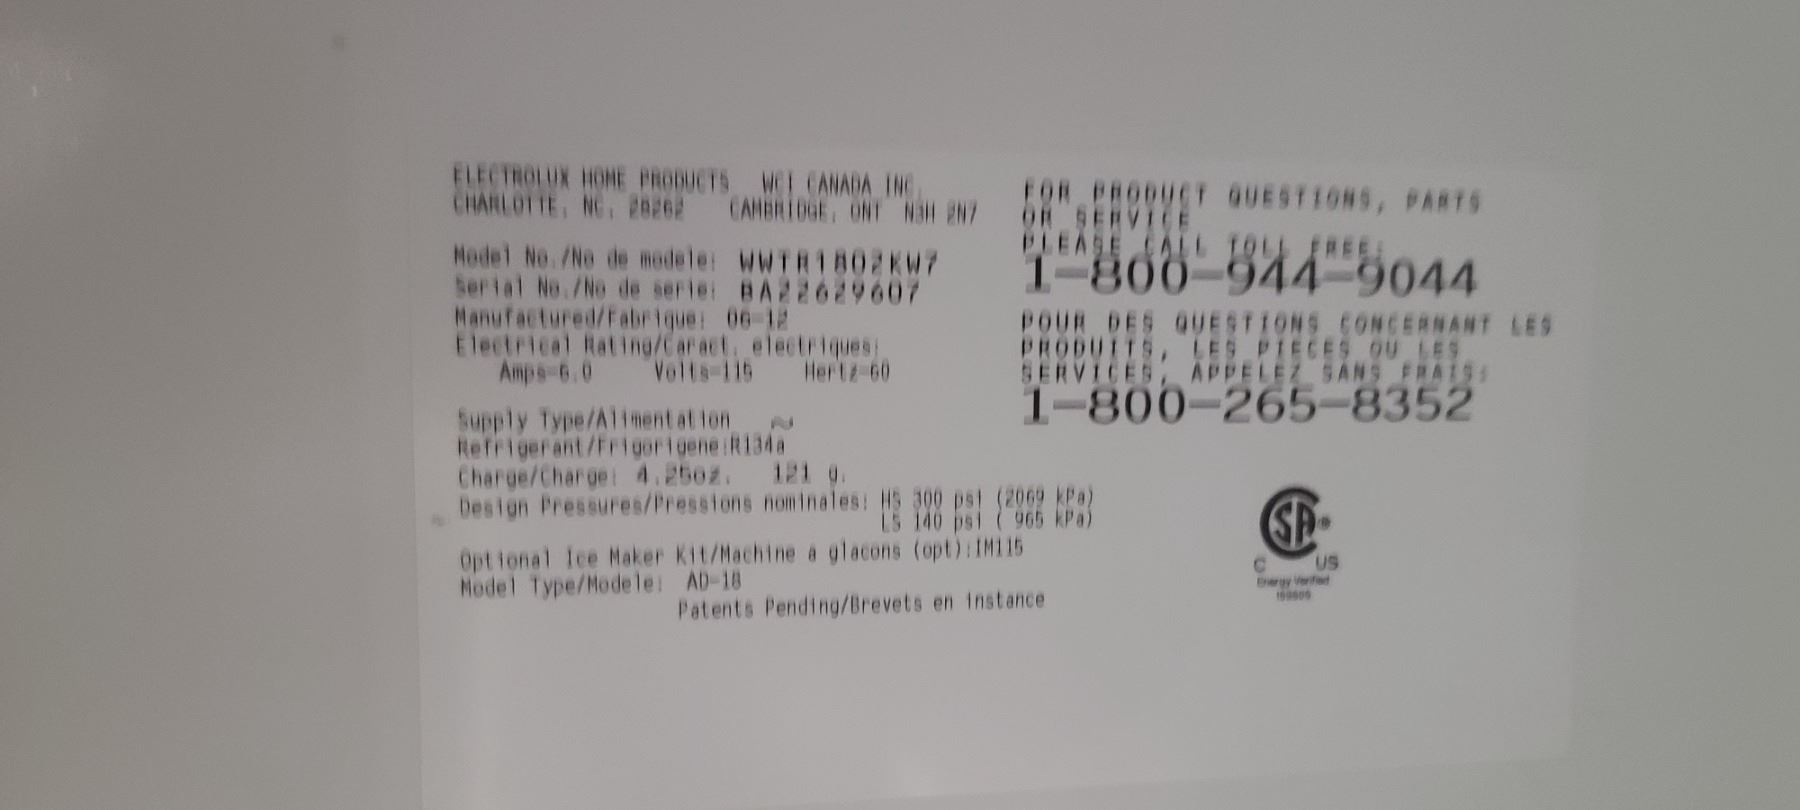 ELECTROLUX HOME PRODUCTS WCI CANADA INC.
CHARLOTTE, NC, 28262 CAMBRIDGE, ONT N3H 2N7
Model No./No de modele: WWTR1802KW7
Serial No./No de serie: BA22629607
Manufactured/Fabrique: 06-12
Electrical Rating/Caract. electriques:
Amps-6.0 Volts-115 Hertz-60
Supply Type/Alimentation ~
Refrigerant/Frigorigene:R134a
Charge/Charge: 4.25oz. 121 g.
Design Pressures/Pressions nominales: HS 300 psi (2069 kPa)
LS 140 psi ( 965 kPa)
Optional Ice Maker Kit/Machine a glacons (opt):IM115
Model Type/Modele: AD-18
Patents Pending/Brevets en instance
FOR PRODUCT QUESTIONS, PARTS
OR SERVICE
PLEASE CALL TOLL FREE:
1-800-944-9044
POUR DES QUESTIONS CONCERNANT LES
PRODUITS, LES PIECES OU LES
SERVICES, APPELEZ SANS FRAIS:
1-800-265-8352
SA®
C US
Energy Verified